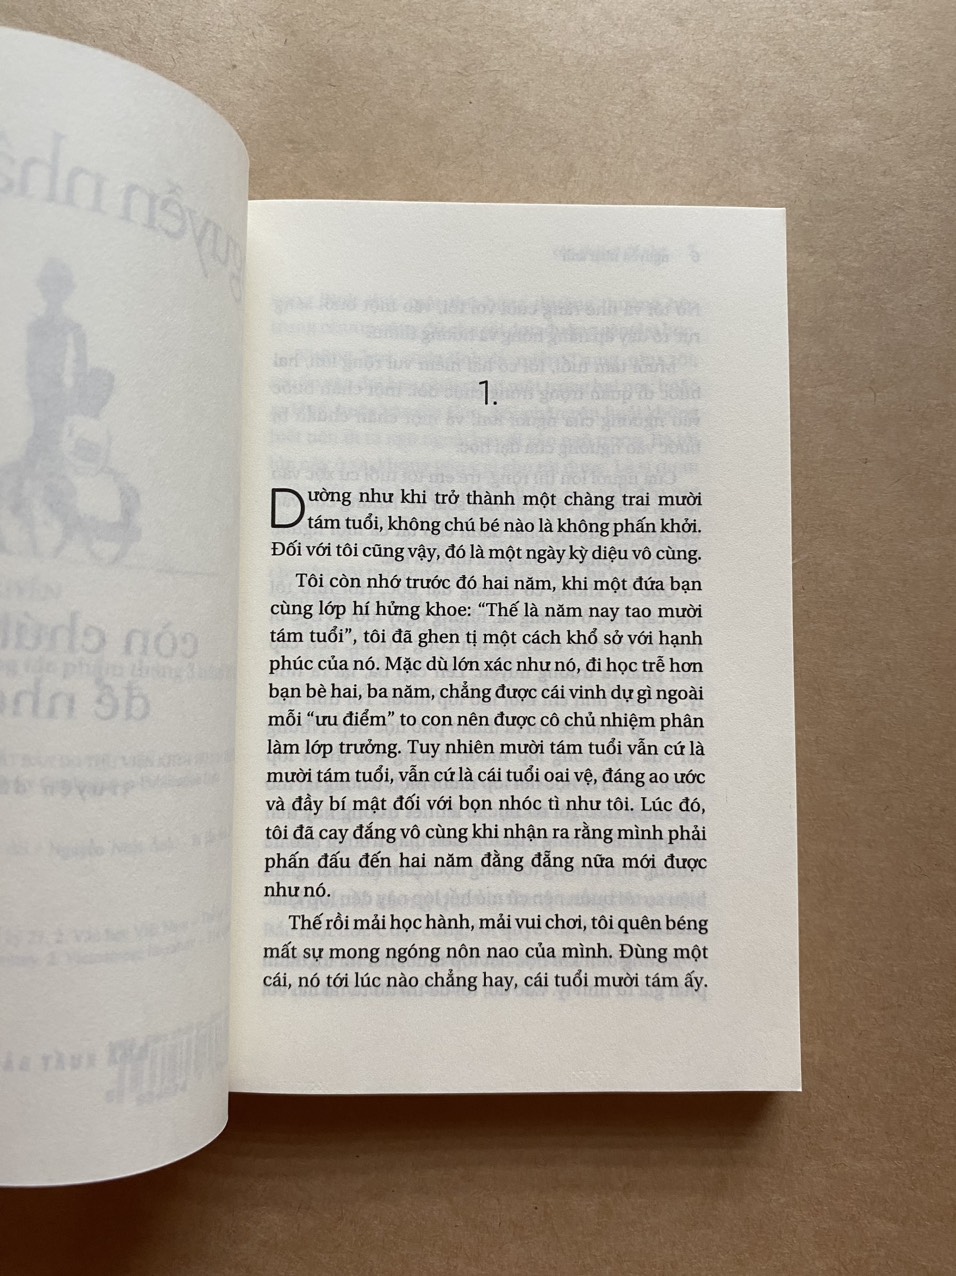 1.
Dường như khi trở thành một chàng trai mười
tám tuổi, không chú bé nào là không phấn khởi.
Đối với tôi cũng vậy, đó là một ngày kỳ diệu vô cùng.
Tôi còn nhớ trước đó hai năm, khi một đứa bạn
cùng lớp hí hửng khoe: “Thế là năm nay tao mười
tám tuổi”, tôi đã ghen tị một cách khổ sở với hạnh
phúc của nó. Mặc dù lớn xác như nó, đi học trễ hơn
bạn bè hai, ba năm, chẳng được cái vinh dự gì ngoài
mỗi “ưu điểm” to con nên được cô chủ nhiệm phân
làm lớp trưởng. Tuy nhiên mười tám tuổi vẫn cứ là
mười tám tuổi, vẫn cứ là cái tuổi oai vệ, đáng ao ước
và đầy bí mật đối với bọn nhóc tì như tôi. Lúc đó,
tôi đã cay đắng vô cùng khi nhận ra rằng mình phải
phấn đấu đến hai năm đằng đẵng nữa mới được
như nó.
Thế rồi mải học hành, mải vui chơi, tôi quên béng
mất sự mong ngóng nôn nao của mình. Đùng một
cái, nó tới lúc nào chẳng hay, cái tuổi mười tám ấy.